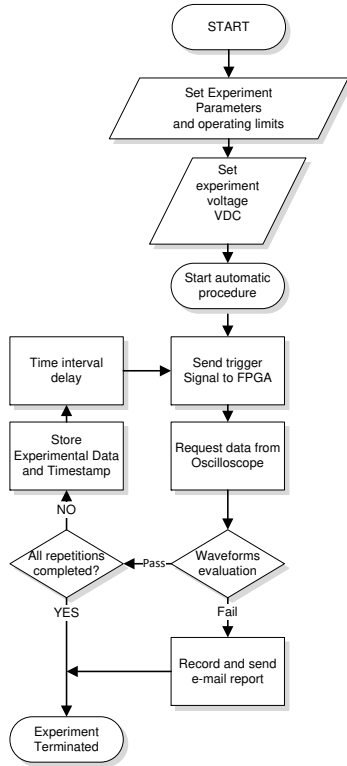 START
Set Experiment
Parameters
and operating limits
Set
experiment
voltage
VDC
Start automatic
procedure
Time interval
delay
Send trigger
Signal to FPGA
Store
Experimental Data
and Timestamp
Request data from
Oscilloscope
NO
All repetitions
completed?
Pass
Waveforms
evaluation
YES
Fail
Record and send
e-mail report
Experiment
Terminated